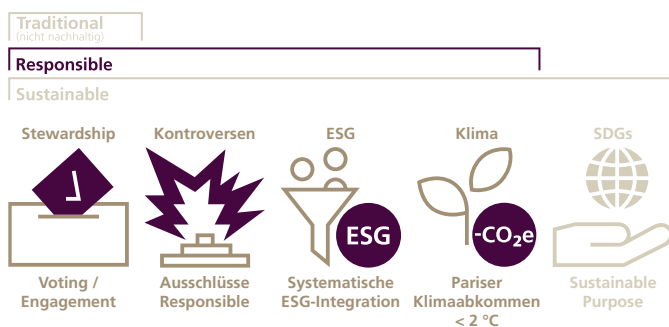 Traditional
(nicht nachhaltig)
Responsible
Sustainable
Stewardship
Kontroversen
ESG
Klima
SDGs
ESG
-CO₂e
Voting /
Engagement
Ausschlüsse
Responsible
Systematische
ESG-Integration
Pariser
Klimaabkommen
< 2 °C
Sustainable
Purpose